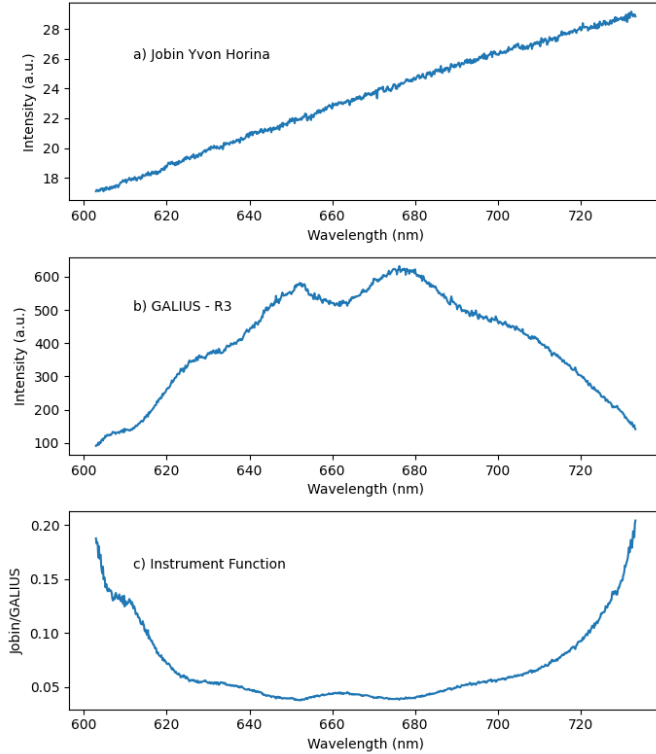 28
26
24
22
20
18
Intensity (a.u.)
a) Jobin Yvon Horina
600 620 640 660 680 700 720
Wavelength (nm)
600
500
400
300
200
100
Intensity (a.u.)
b) GALIUS - R3
600 620 640 660 680 700 720
Wavelength (nm)
0.20
0.15
0.10
0.05
Jobin/GALIUS
c) Instrument Function
600 620 640 660 680 700 720
Wavelength (nm)